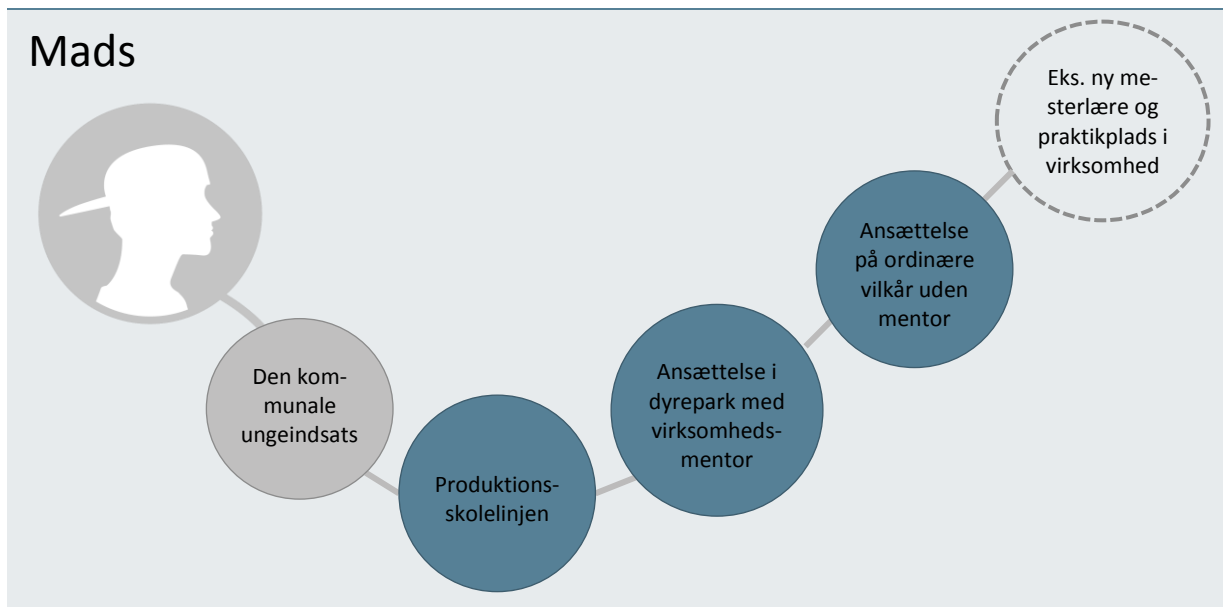 Mads
Den kom-
munale
ungeindsats
Produktions-
skolelinjen
Ansættelse i
dyrepark med
virksomheds-
mentor
Ansættelse
på ordinære
vilkår uden
mentor
Eks. ny me-
sterlære og
praktikplads i
virksomhed